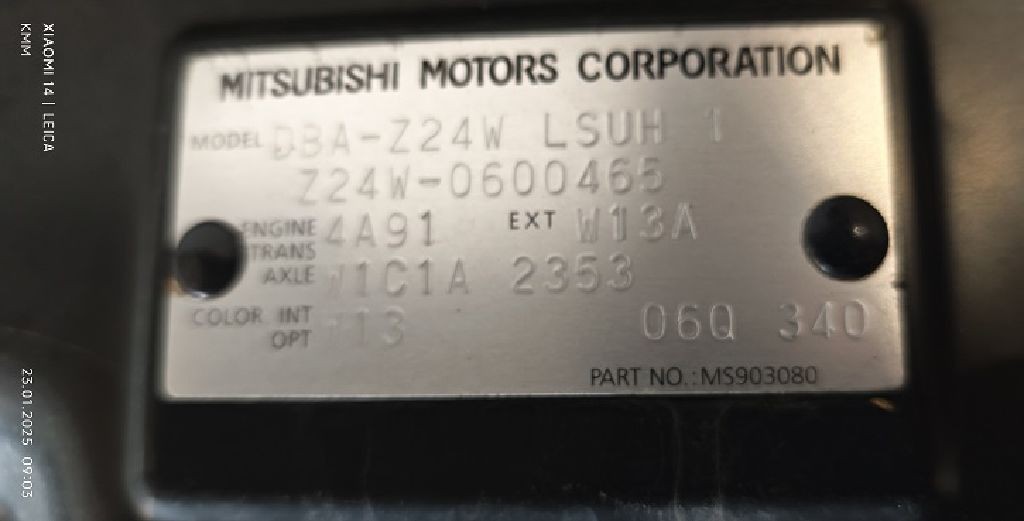 MITSUBISHI MOTORS CORPORATION
MODEL DBA-Z24W LSUH 1
Z24W-0600465
ENGINE 4A91 EXT W13A
TRANS
AXLE W1C1A 2353
COLOR INT 13 06Q 340
OPT
PART NO.:MS903080
XIAOMI 14 | LEICA
KMM
23.01.2025 09:03